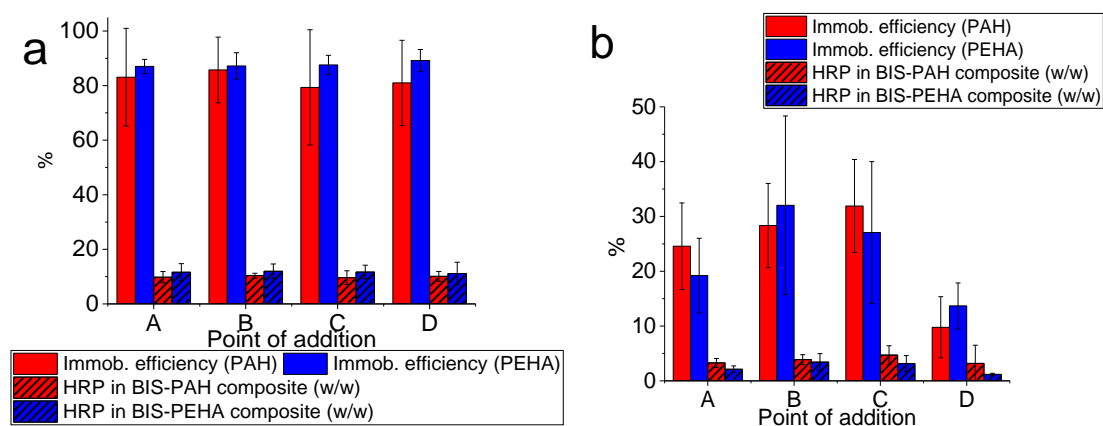 a
100
80
60
40
20
0
%
A B C D
Point of addition
Immob. efficiency (PAH) Immob. efficiency (PEHA)
HRP in BIS-PAH composite (w/w)
HRP in BIS-PEHA composite (w/w)
b
Immob. efficiency (PAH)
Immob. efficiency (PEHA)
HRP in BIS-PAH composite (w/w)
HRP in BIS-PEHA composite (w/w)
50
40
30
20
10
0
%
A B C D
Point of addition